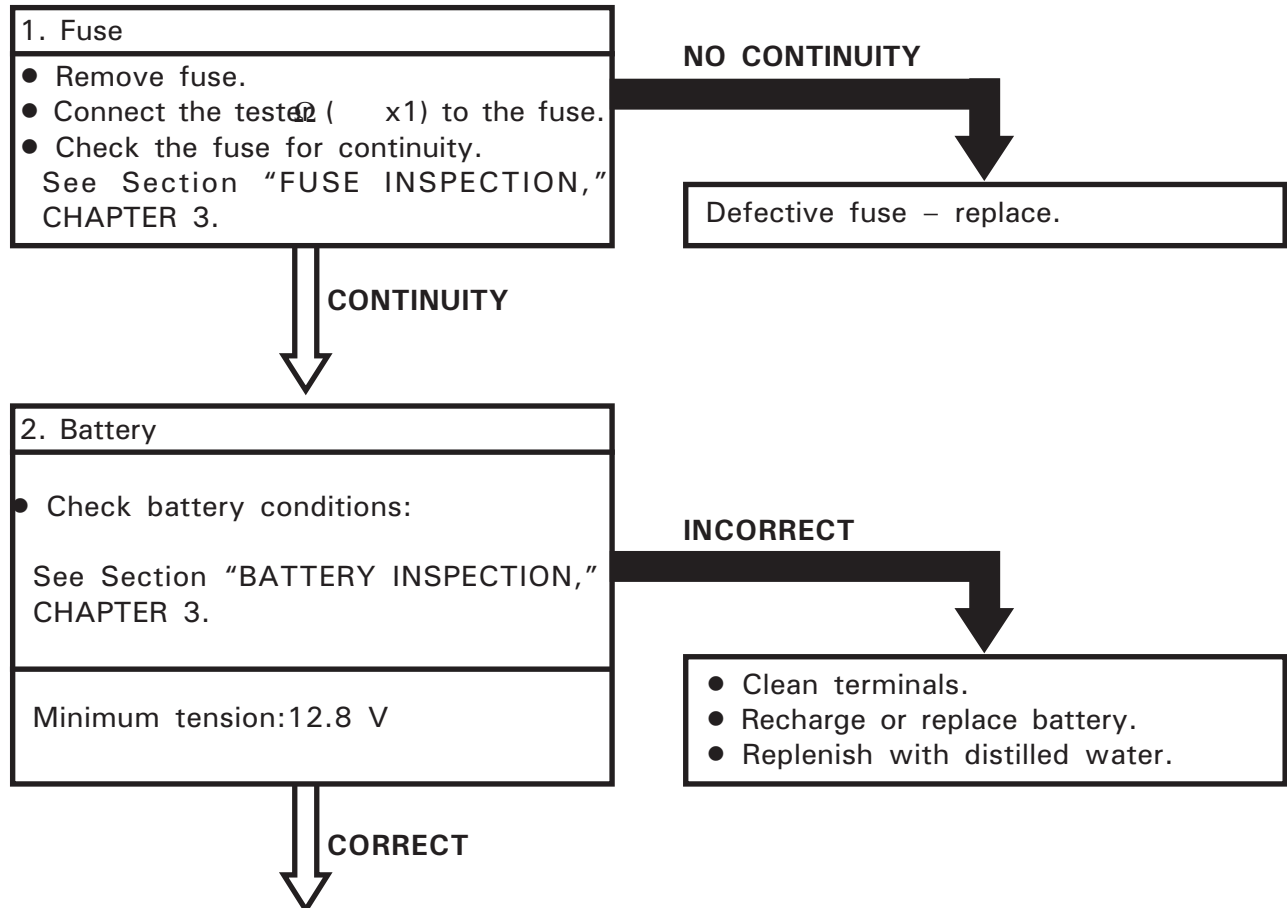 1. Fuse
● Remove fuse.
● Connect the tester (Ω x1) to the fuse.
● Check the fuse for continuity.
See Section “FUSE INSPECTION,”
CHAPTER 3.
NO CONTINUITY
Defective fuse – replace.
CONTINUITY
2. Battery
● Check battery conditions:
See Section “BATTERY INSPECTION,”
CHAPTER 3.
Minimum tension:12.8 V
INCORRECT
● Clean terminals.
● Recharge or replace battery.
● Replenish with distilled water.
CORRECT